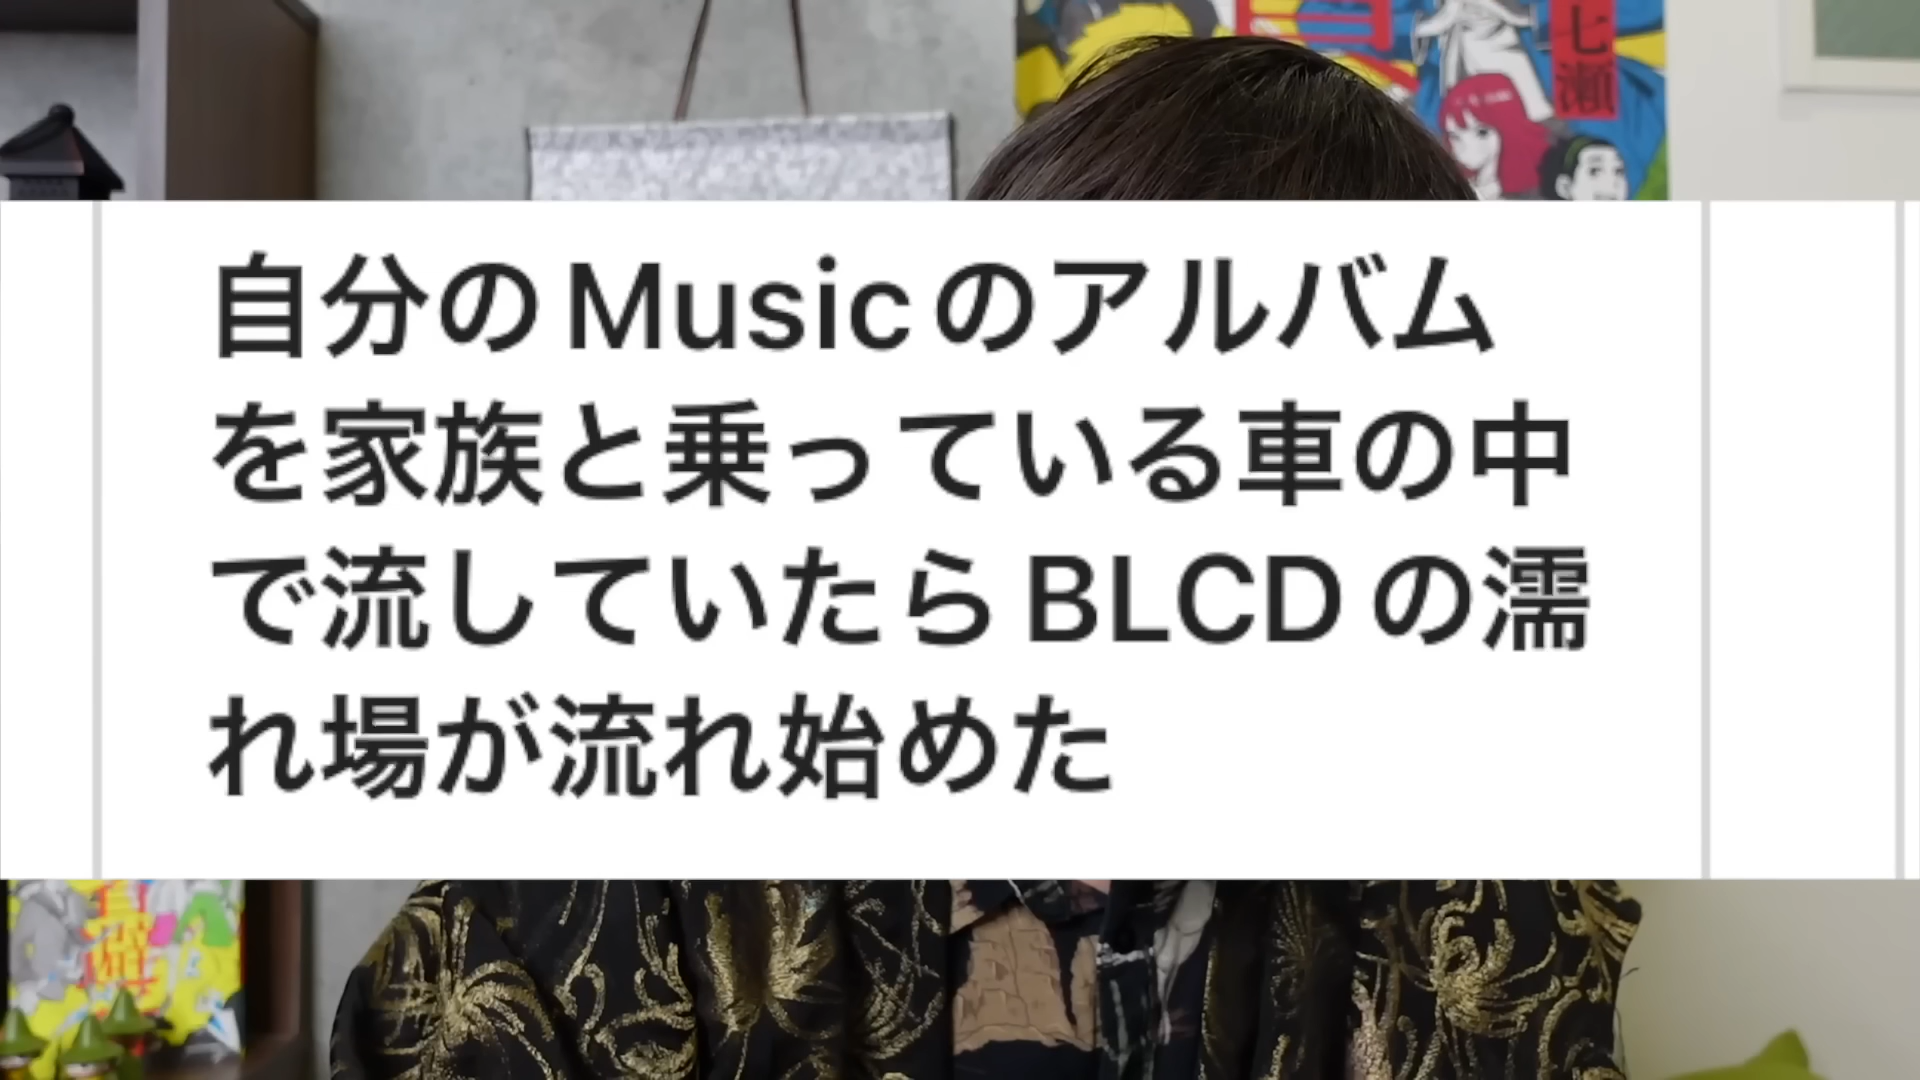 七瀬
自分のMusicのアルバム
を家族と乗っている車の中
で流していたらBLCDの濡
れ場が流れ始めた